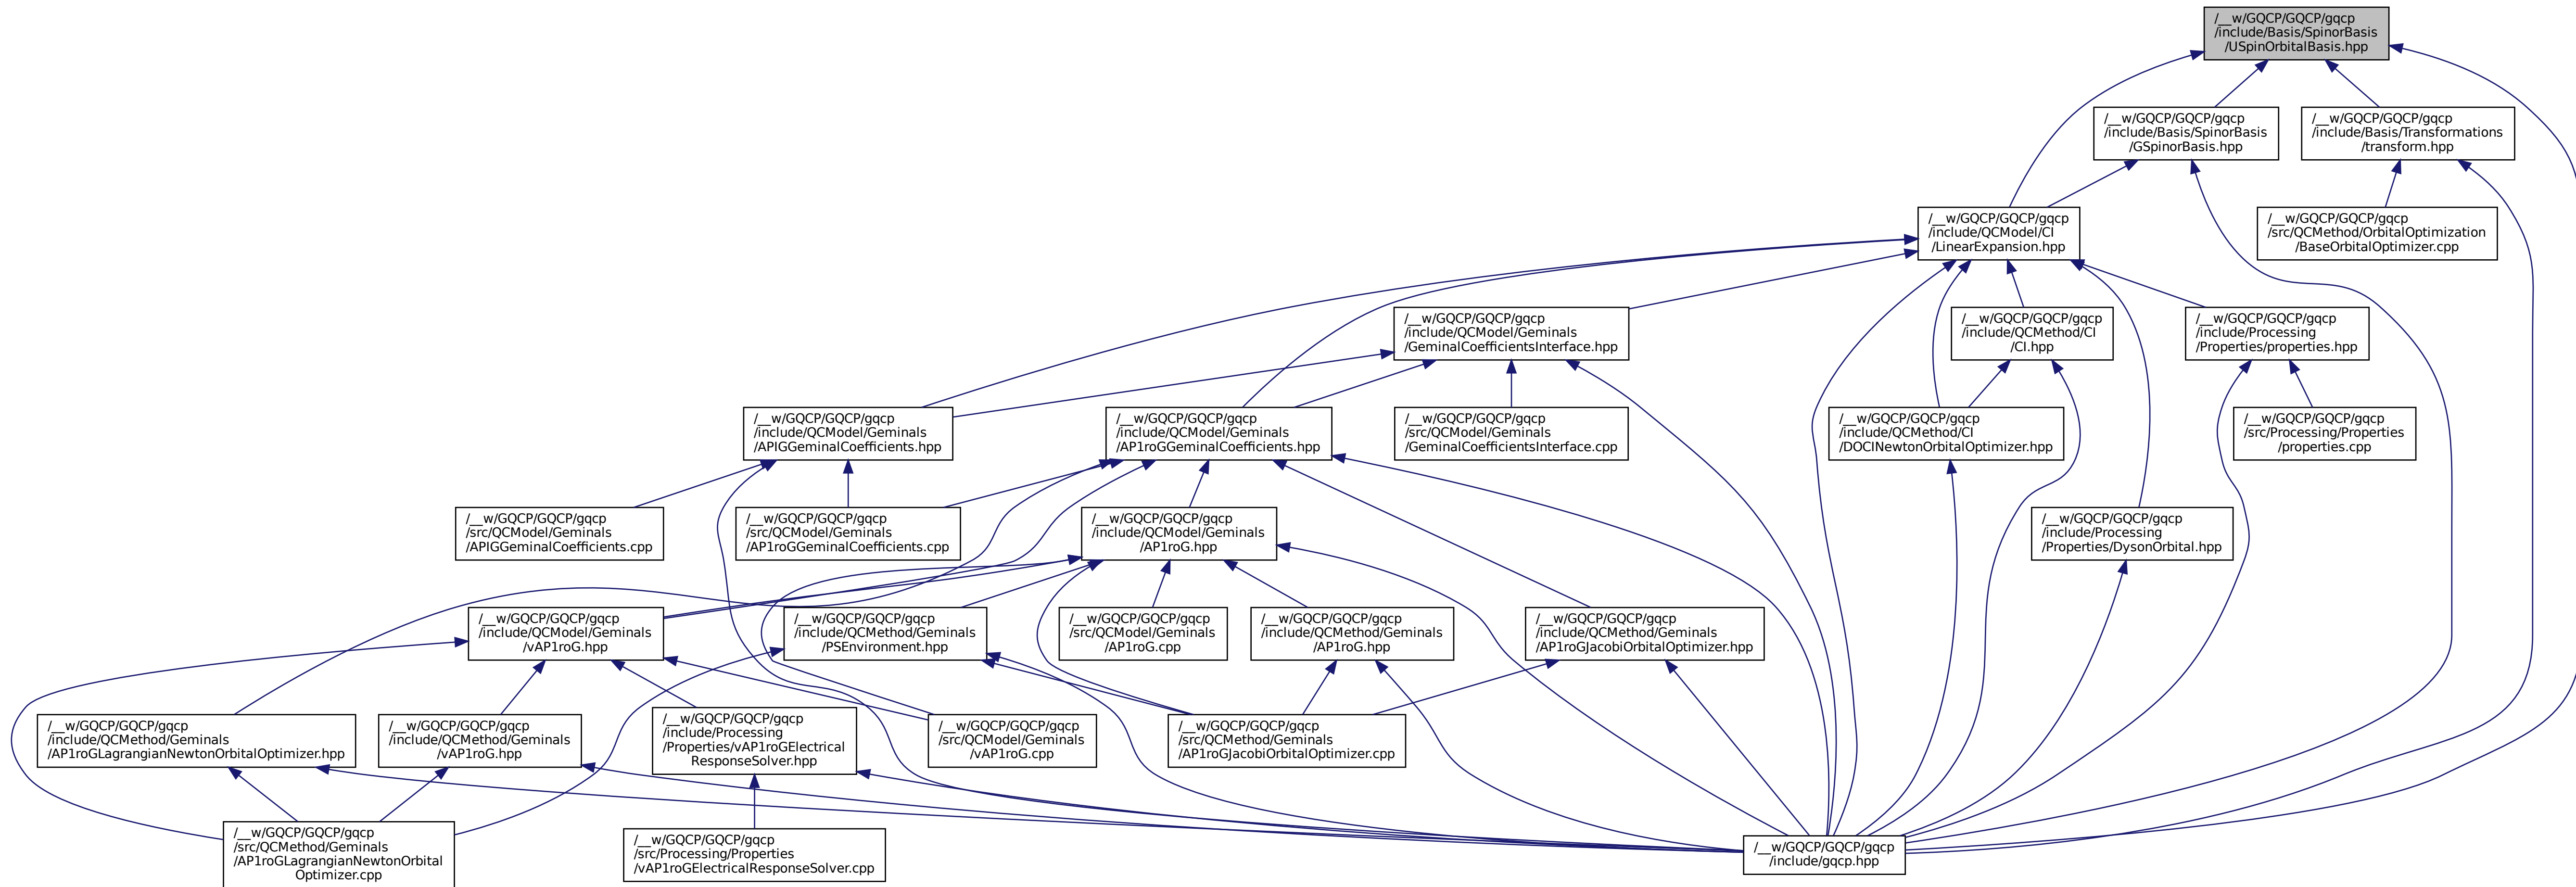 /__w/GQCP/GQCP/gqcp
/include/Basis/SpinorBasis
/USpinOrbitalBasis.hpp
/__w/GQCP/GQCP/gqcp
/include/Basis/SpinorBasis
/GSpinorBasis.hpp
/__w/GQCP/GQCP/gqcp
/include/Basis/Transformations
/transform.hpp
/__w/GQCP/GQCP/gqcp
/include/QCModel/CI
/LinearExpansion.hpp
/__w/GQCP/GQCP/gqcp
/src/QCMethod/OrbitalOptimization
/BaseOrbitalOptimizer.cpp
/__w/GQCP/GQCP/gqcp
/include/QCModel/Geminals
/GeminalCoefficientsInterface.hpp
/__w/GQCP/GQCP/gqcp
/include/QCMethod/CI
/CI.hpp
/__w/GQCP/GQCP/gqcp
/include/Processing
/Properties/properties.hpp
/__w/GQCP/GQCP/gqcp
/include/QCModel/Geminals
/APIGGeminalCoefficients.hpp
/__w/GQCP/GQCP/gqcp
/include/QCModel/Geminals
/AP1roGGeminalCoefficients.hpp
/__w/GQCP/GQCP/gqcp
/src/QCModel/Geminals
/GeminalCoefficientsInterface.cpp
/__w/GQCP/GQCP/gqcp
/include/QCMethod/CI
/DOCINewtonOrbitalOptimizer.hpp
/__w/GQCP/GQCP/gqcp
/src/Processing/Properties
/properties.cpp
/__w/GQCP/GQCP/gqcp
/src/QCModel/Geminals
/APIGGeminalCoefficients.cpp
/__w/GQCP/GQCP/gqcp
/src/QCModel/Geminals
/AP1roGGeminalCoefficients.cpp
/__w/GQCP/GQCP/gqcp
/include/QCModel/Geminals
/AP1roG.hpp
/__w/GQCP/GQCP/gqcp
/include/Processing
/Properties/DysonOrbital.hpp
/__w/GQCP/GQCP/gqcp
/include/QCModel/Geminals
/vAP1roG.hpp
/__w/GQCP/GQCP/gqcp
/include/QCMethod/Geminals
/PSEnvironment.hpp
/__w/GQCP/GQCP/gqcp
/src/QCModel/Geminals
/AP1roG.cpp
/__w/GQCP/GQCP/gqcp
/include/QCMethod/Geminals
/AP1roG.hpp
/__w/GQCP/GQCP/gqcp
/include/QCMethod/Geminals
/AP1roGJacobiOrbitalOptimizer.hpp
/__w/GQCP/GQCP/gqcp
/include/QCMethod/Geminals
/AP1roGLagrangianNewtonOrbitalOptimizer.hpp
/__w/GQCP/GQCP/gqcp
/include/QCMethod/Geminals
/vAP1roG.hpp
/__w/GQCP/GQCP/gqcp
/include/Processing
/Properties/vAP1roGElectrical
ResponseSolver.hpp
/__w/GQCP/GQCP/gqcp
/src/QCModel/Geminals
/vAP1roG.cpp
/__w/GQCP/GQCP/gqcp
/src/QCMethod/Geminals
/AP1roGJacobiOrbitalOptimizer.cpp
/__w/GQCP/GQCP/gqcp
/src/QCMethod/Geminals
/AP1roGLagrangianNewtonOrbital
Optimizer.cpp
/__w/GQCP/GQCP/gqcp
/src/Processing/Properties
/vAP1roGElectricalResponseSolver.cpp
/__w/GQCP/GQCP/gqcp
/include/gqcp.hpp